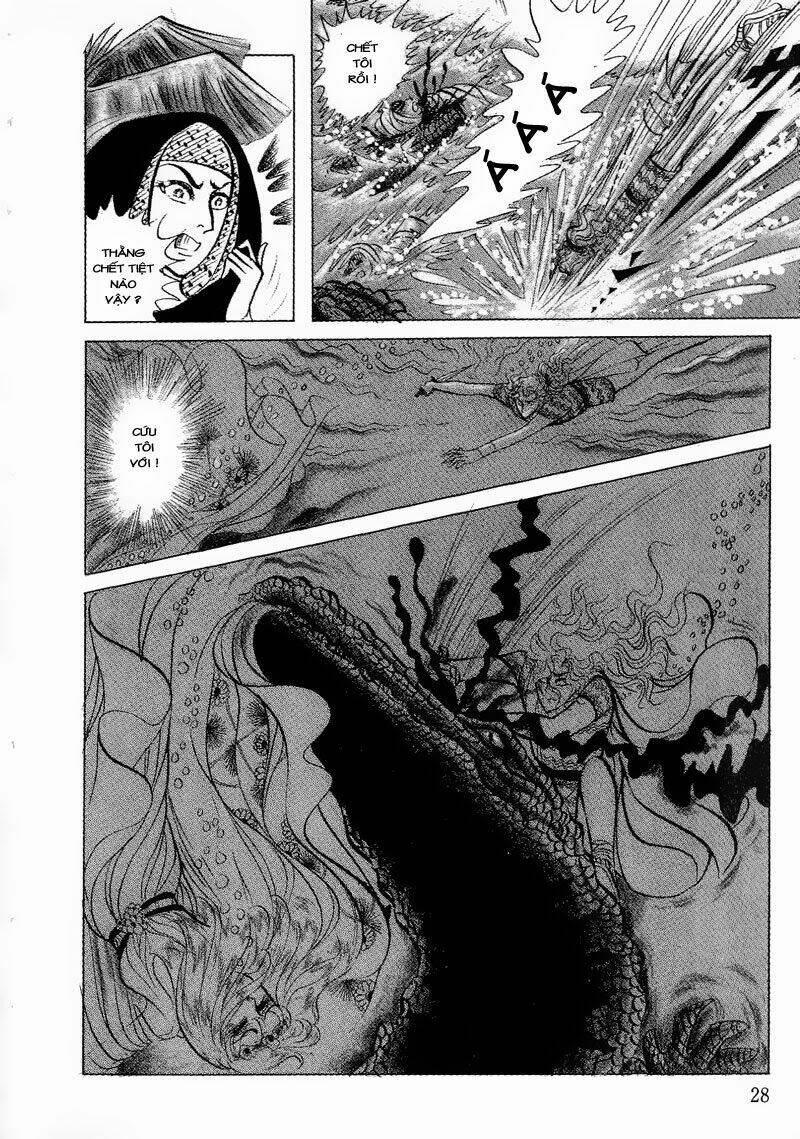 THẰNG
CHẾT TIỆT
NÀO
VẬY ?
CHẾT
TÔI
RỒI !
Á Á Á
CỨU
TÔI
VỚI !
28